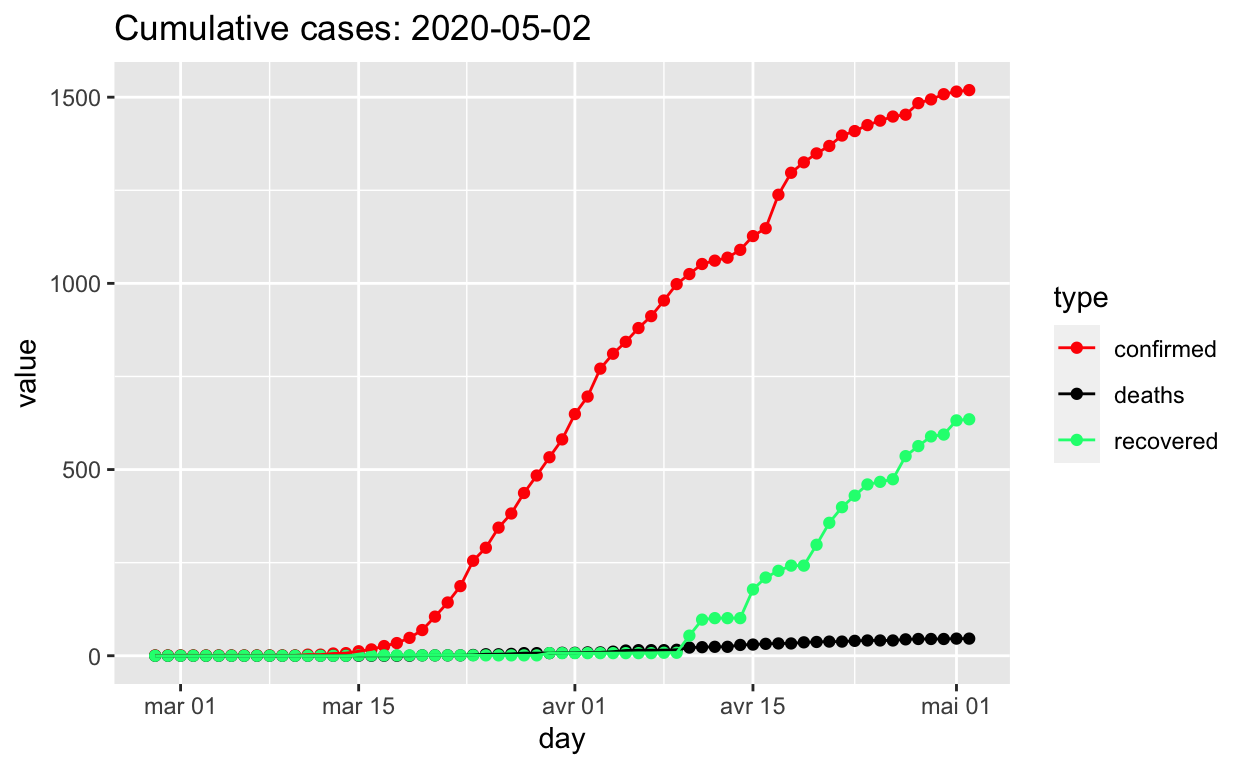 Cumulative cases: 2020-05-02
1500
1000
500
0
value
mar 01
mar 15
avr 01
avr 15
mai 01
day
type
confirmed
deaths
recovered